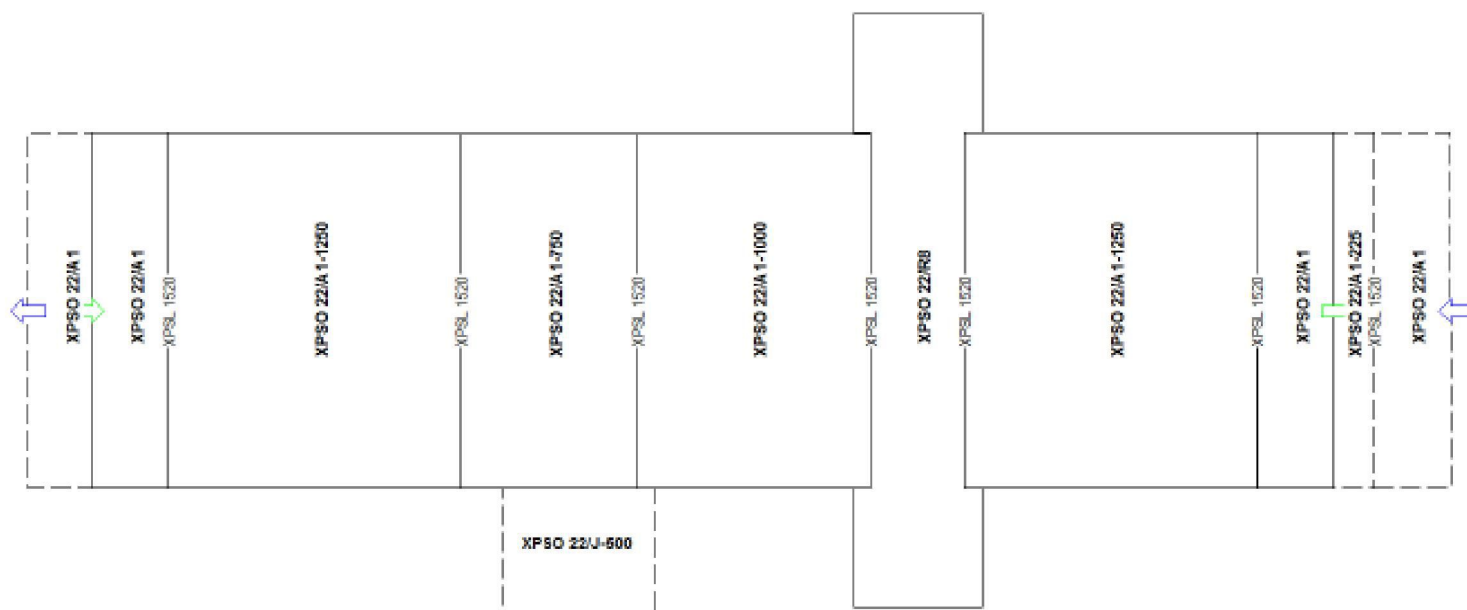 XPSO 22/A1
XPSO 22/A1
XPSL 1520
XPSO 22/A1-1250
XPSL 1520
XPSO 22/A1-750
XPSL 1520
XPSO 22/A1-1000
XPSL 1520
XPSO 22/R8
XPSL 1520
XPSO 22/A1-1250
XPSL 1520
XPSO 22/A1
XPSO 22/A1-225
XPSL 1520
XPSO 22/A1
XPSO 22/J-500